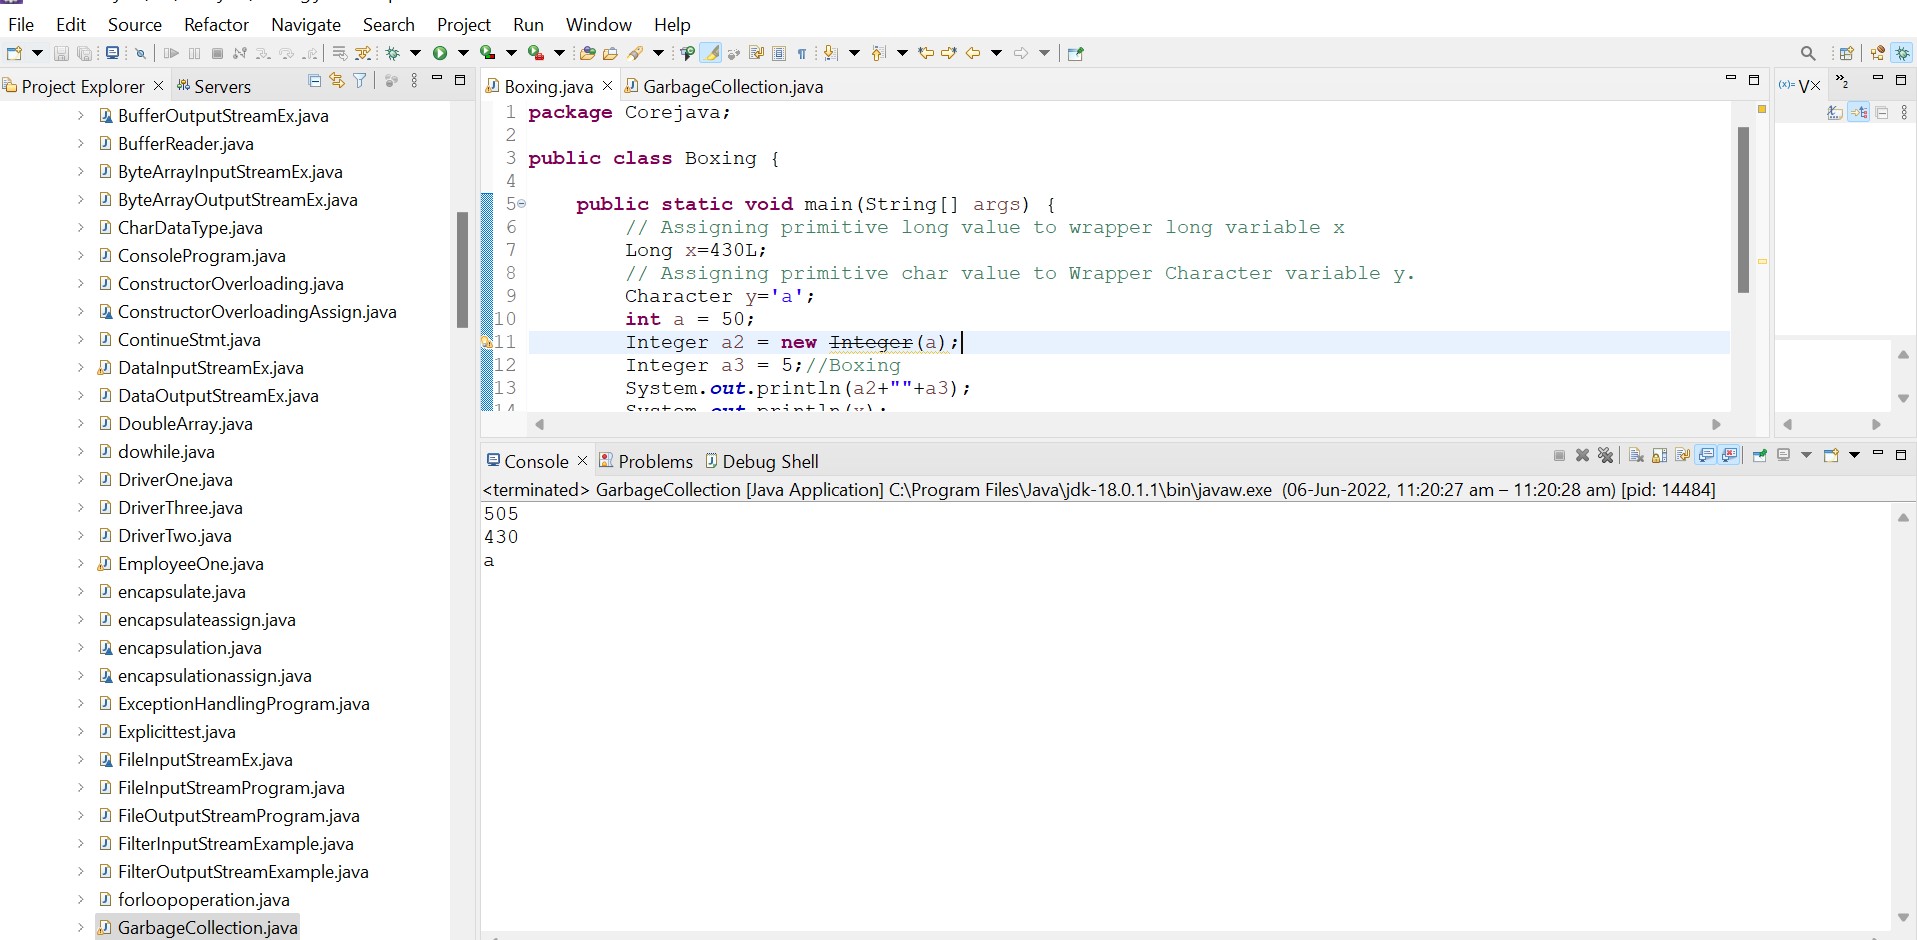 File Edit Source Refactor Navigate Search Project Run Window Help
Project Explorer
Servers
BufferOutputStreamEx.java
BufferReader.java
ByteArrayInputStreamEx.java
ByteArrayOutputStreamEx.java
CharDataType.java
ConsoleProgram.java
ConstructorOverloading.java
ConstructorOverloadingAssign.java
ContinueStmt.java
DataInputStreamEx.java
DataOutputStreamEx.java
DoubleArray.java
dowhile.java
DriverOne.java
DriverThree.java
DriverTwo.java
EmployeeOne.java
encapsulate.java
encapsulateassign.java
encapsulation.java
encapsulationassign.java
ExceptionHandlingProgram.java
Explicittest.java
FileInputStreamEx.java
FileInputStreamProgram.java
FileOutputStreamProgram.java
FilterInputStreamExample.java
FilterOutputStreamExample.java
forloopoperation.java
GarbageCollection.java
Boxing.java
GarbageCollection.java
1 package Corejava;
2
3 public class Boxing {
4
5 public static void main(String[] args) {
6 // Assigning primitive long value to wrapper long variable x
7 Long x=430L;
8 // Assigning primitive char value to Wrapper Character variable y.
9 Character y='a';
10 int a = 50;
11 Integer a2 = new Integer(a);
12 Integer a3 = 5;//Boxing
13 System.out.println(a2+""+a3);
14 System.out.println(x);
(x)= V
2
Console
Problems
Debug Shell
<terminated> GarbageCollection [Java Application] C:\Program Files\Java\jdk-18.0.1.1\bin\javaw.exe (06-Jun-2022, 11:20:27 am – 11:20:28 am) [pid: 14484]
505
430
a